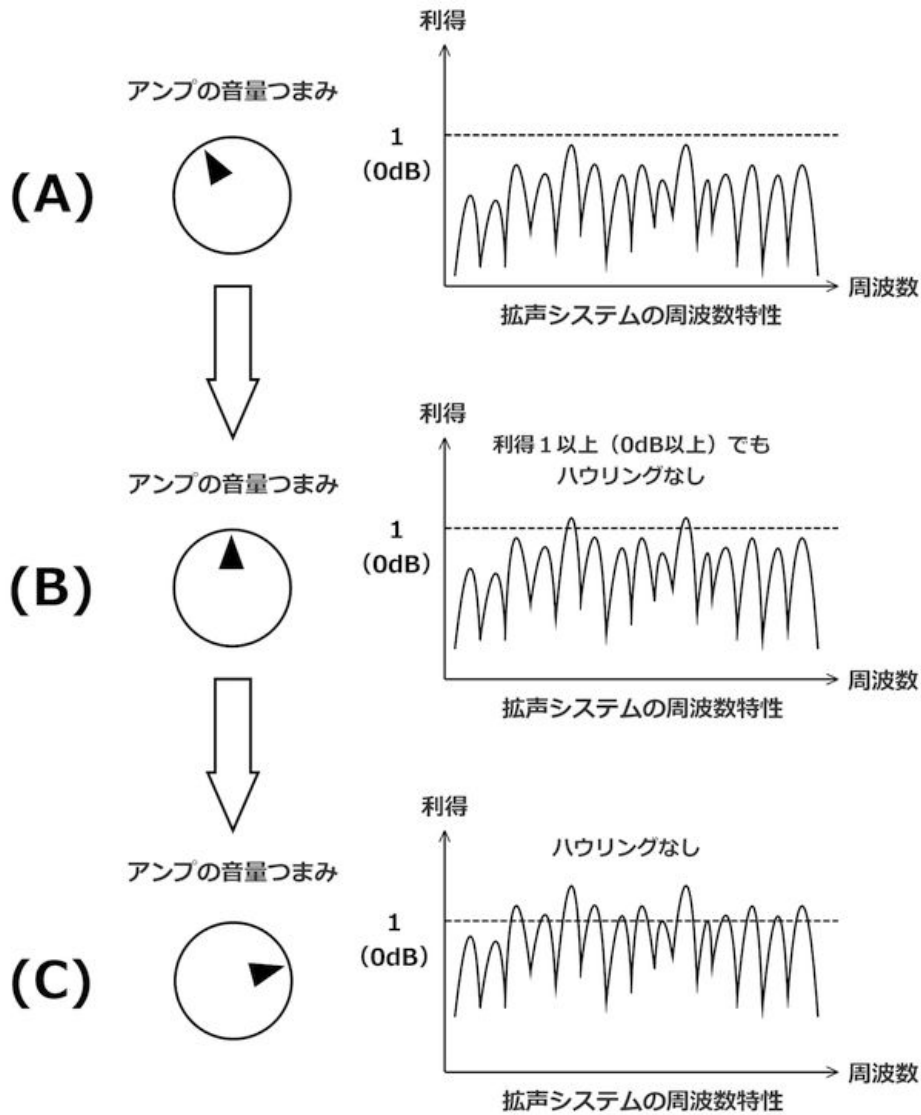 利得
アンプの音量つまみ
(A)
1
（0dB）
周波数
拡声システムの周波数特性
利得
利得１以上（0dB以上）でも
ハウリングなし
アンプの音量つまみ
(B)
1
（0dB）
周波数
拡声システムの周波数特性
利得
ハウリングなし
アンプの音量つまみ
(C)
1
（0dB）
周波数
拡声システムの周波数特性